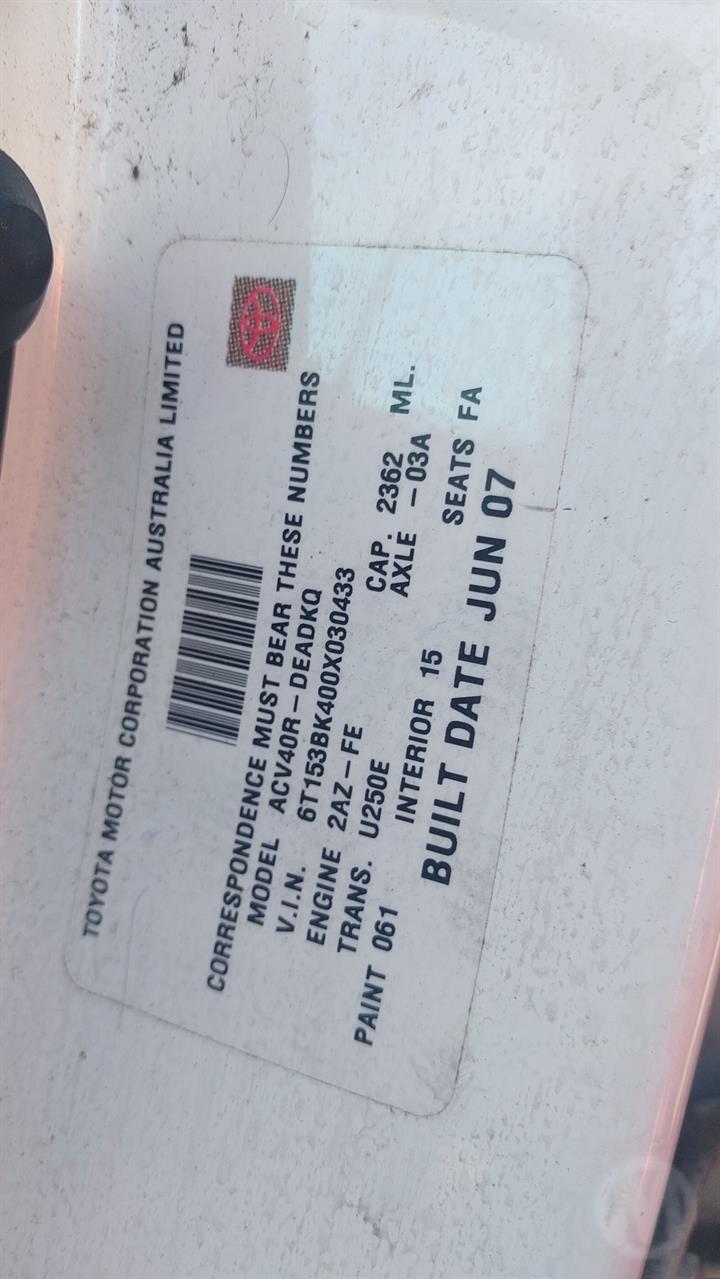 TOYOTA MOTOR CORPORATION AUSTRALIA LIMITED
CORRESPONDENCE MUST BEAR THESE NUMBERS
MODEL ACV40R-DEADKQ
V.I.N. 6T153BK400X030433
ENGINE 2AZ-FE CAP. 2362 ML.
TRANS. U250E AXLE -03A
PAINT 061 INTERIOR 15 SEATS FA
BUILT DATE JUN 07